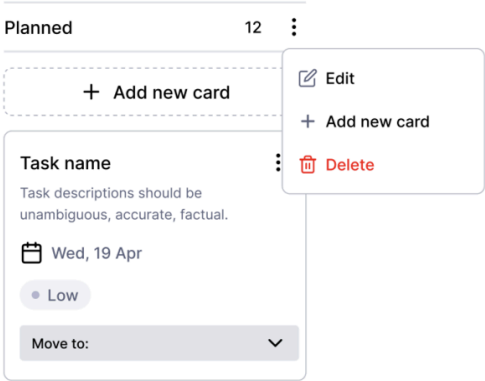 Planned 12
Edit
Add new card
Delete
Add new card
Task name
Task descriptions should be
unambiguous, accurate, factual.
Wed, 19 Apr
Low
Move to: